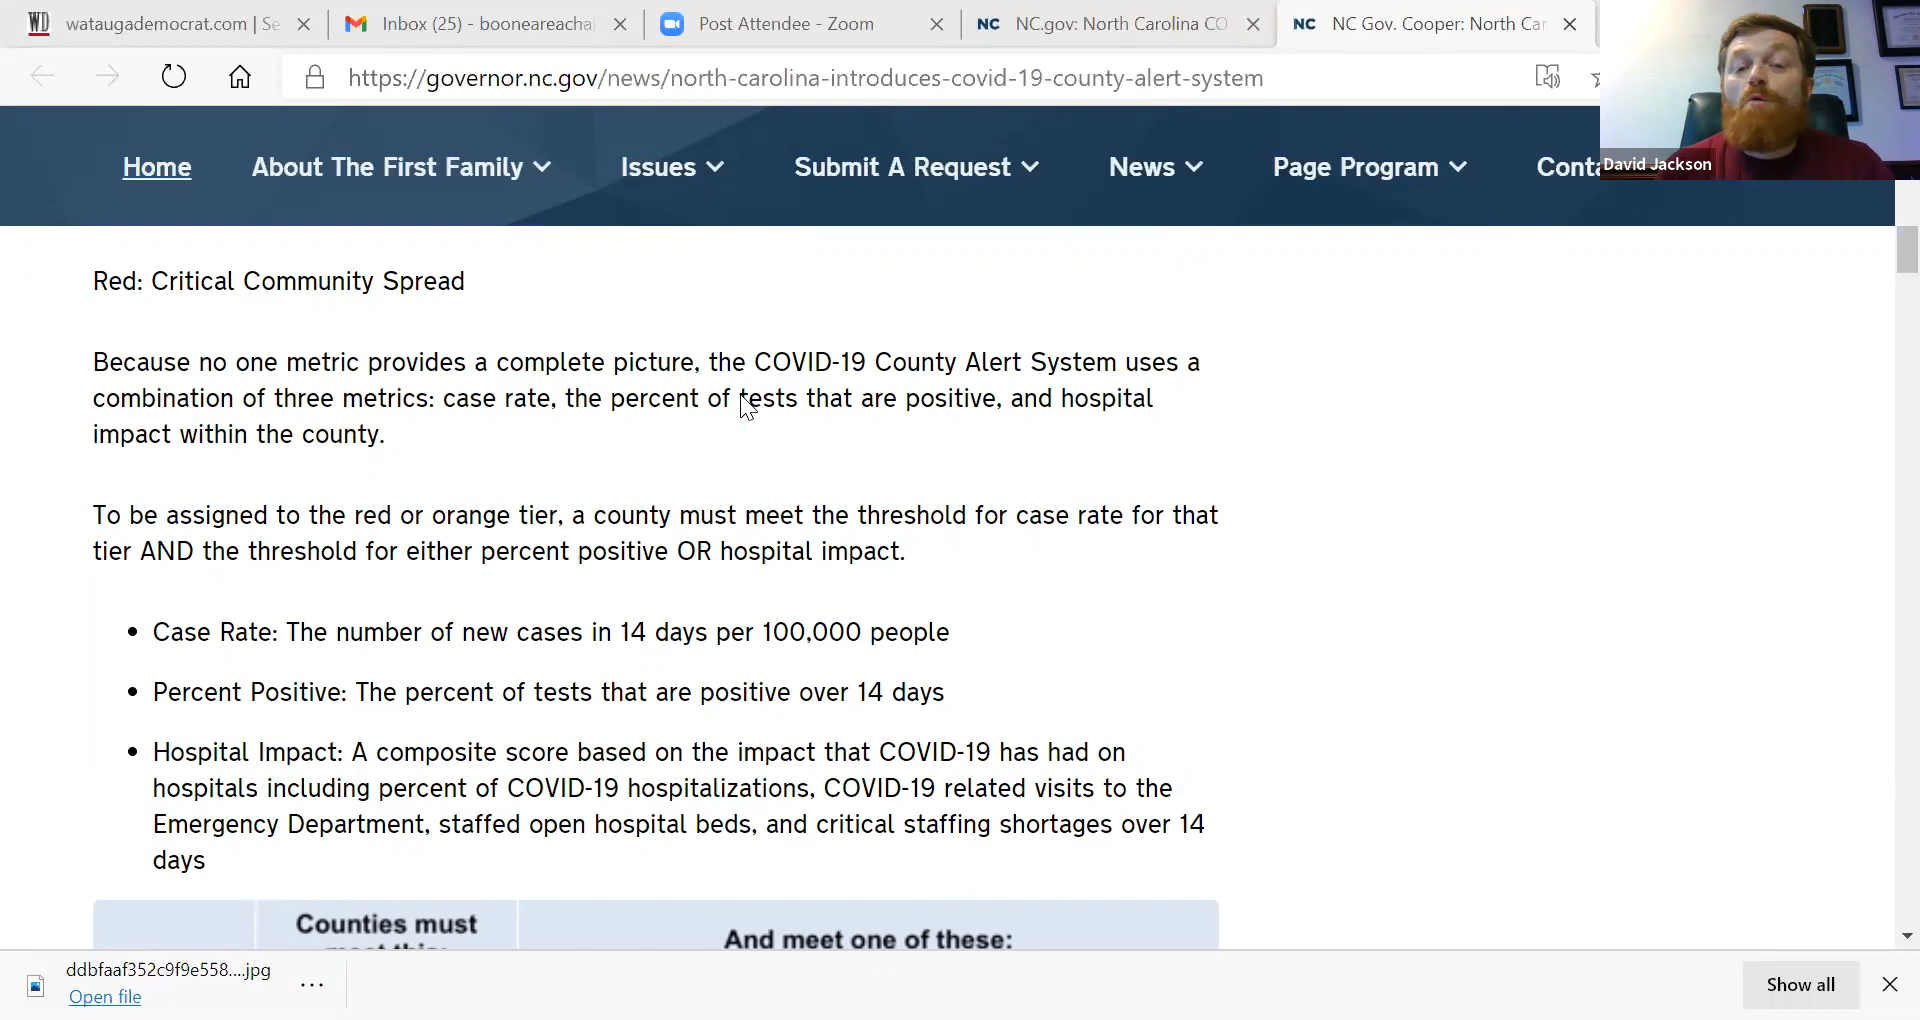 WD wataugademocrat.com | Se
Inbox (25) - booneareacha
Post Attendee - Zoom
NC NC.gov: North Carolina CO
NC NC Gov. Cooper: North Car
https://governor.nc.gov/news/north-carolina-introduces-covid-19-county-alert-system
Home About The First Family Issues Submit A Request News Page Program Conta
David Jackson
Red: Critical Community Spread
Because no one metric provides a complete picture, the COVID-19 County Alert System uses a
combination of three metrics: case rate, the percent of tests that are positive, and hospital
impact within the county.
To be assigned to the red or orange tier, a county must meet the threshold for case rate for that
tier AND the threshold for either percent positive OR hospital impact.
• Case Rate: The number of new cases in 14 days per 100,000 people
• Percent Positive: The percent of tests that are positive over 14 days
• Hospital Impact: A composite score based on the impact that COVID-19 has had on
hospitals including percent of COVID-19 hospitalizations, COVID-19 related visits to the
Emergency Department, staffed open hospital beds, and critical staffing shortages over 14
days
Counties must
And meet one of these:
ddbfaaf352c9f9e558....jpg
Open file
Show all